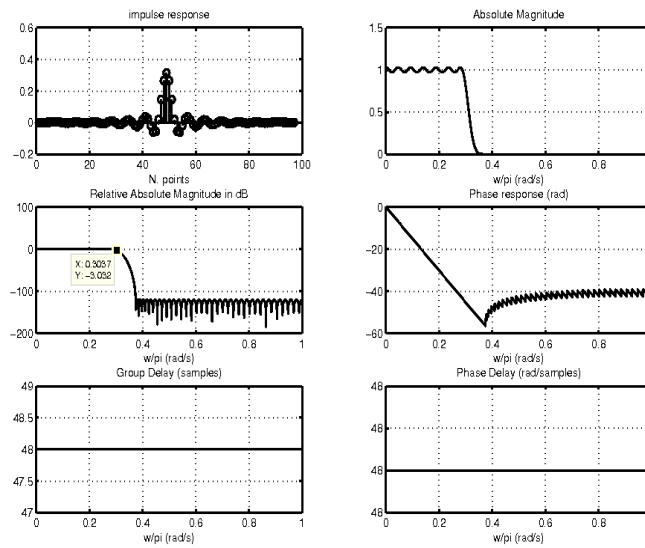 impulse response
0.6
0.4
0.2
0
−0.2
0 20 40 60 80 100
N. points
Absolute Magnitude
1.5
1
0.5
0
0 0.2 0.4 0.6 0.8
w/pi (rad/s)
Relative Absolute Magnitude in dB
100
0
−100
−200
X: 0.3037
Y: −3.032
0 0.2 0.4 0.6 0.8 1
w/pi (rad/s)
Phase response (rad)
0
−20
−40
−60
0 0.2 0.4 0.6 0.8
w/pi (rad/s)
Group Delay (samples)
49
48.5
48
47.5
47
0 0.2 0.4 0.6 0.8 1
w/pi (rad/s)
Phase Delay (rad/samples)
48
48
48
48
0 0.2 0.4 0.6 0.8
w/pi (rad/s)